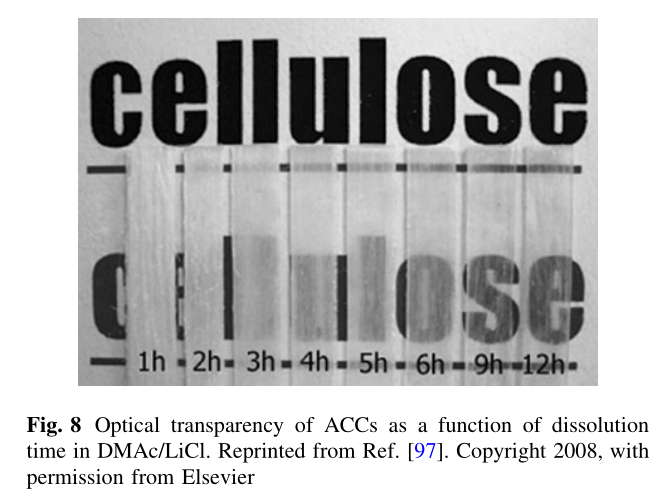 cellulose
cellulose
1h 2h 3h 4h 5h 6h 9h 12h
Fig. 8 Optical transparency of ACCs as a function of dissolution
time in DMAc/LiCl. Reprinted from Ref. [97]. Copyright 2008, with
permission from Elsevier